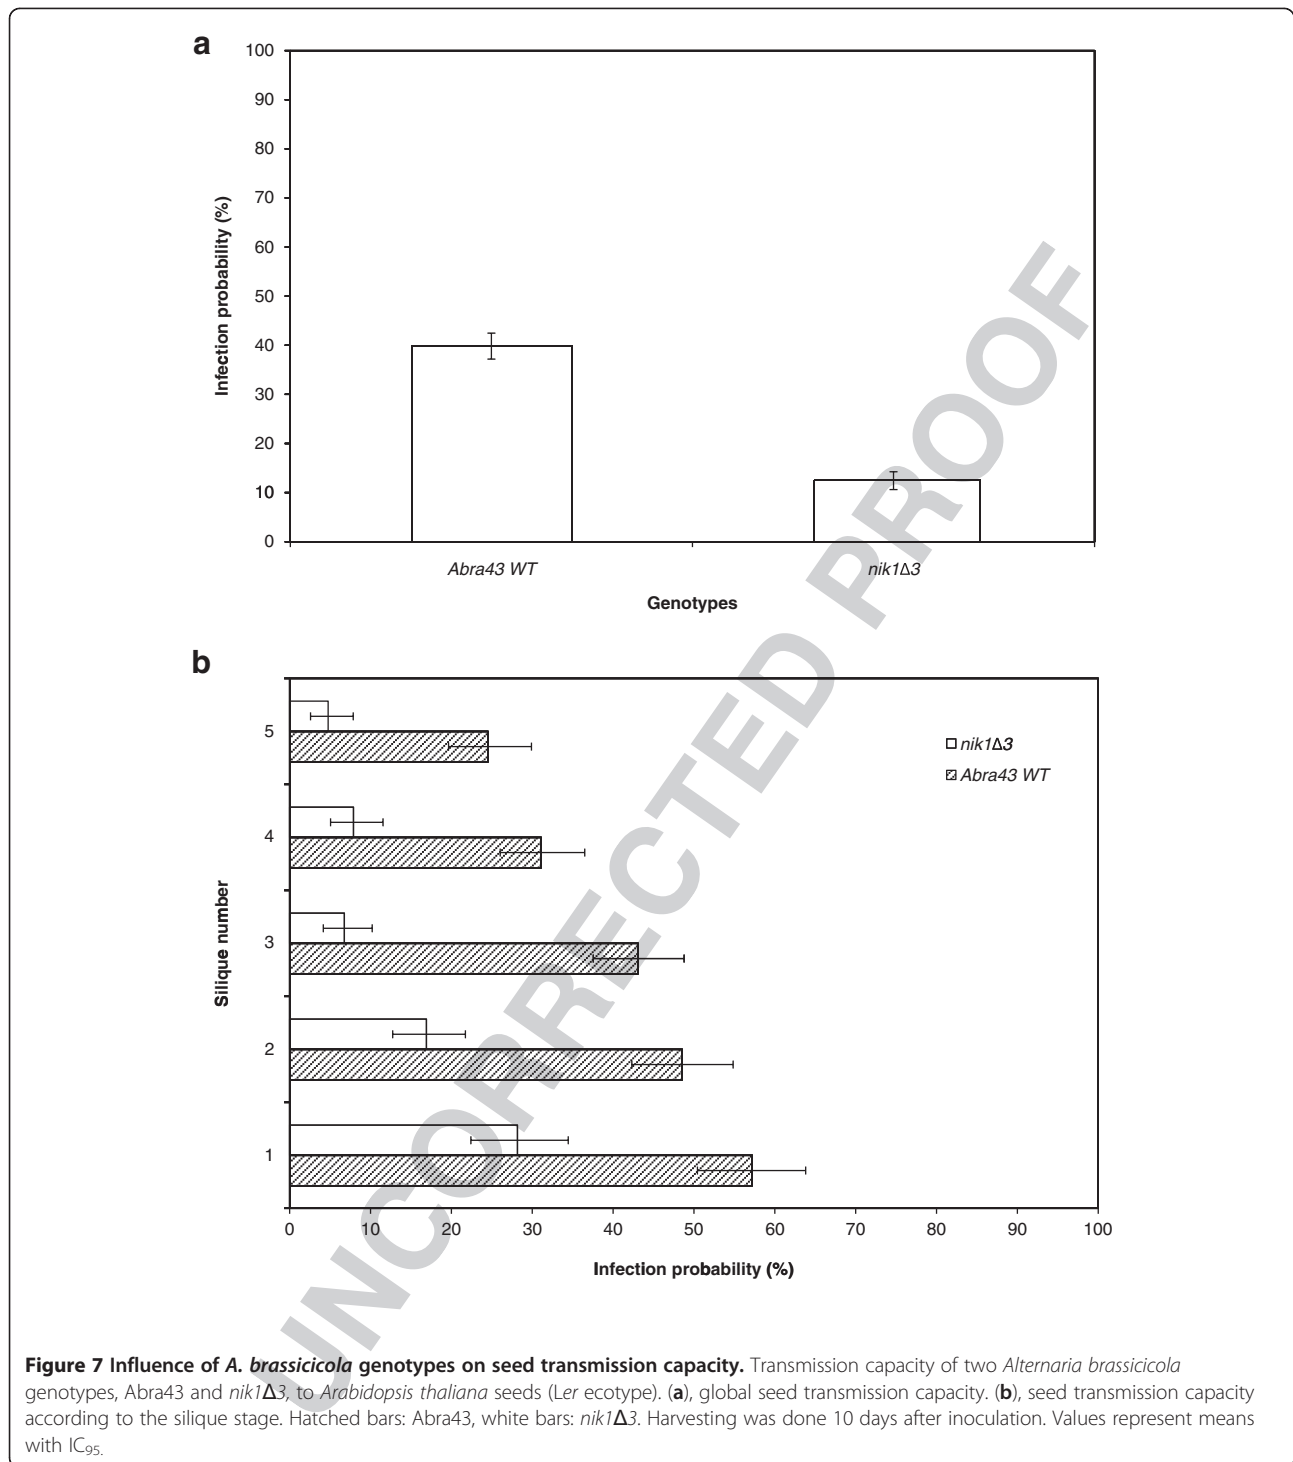 a
100
90
80
70
60
50
40
30
20
10
0
Infection probability (%)
Abra43 WT
nik1Δ3
Genotypes
b
5
4
3
2
1
Silique number
nik1Δ3
Abra43 WT
0 10 20 30 40 50 60 70 80 90 100
Infection probability (%)
UNCORRECTED PROOF
Figure 7 Influence of A. brassicicola genotypes on seed transmission capacity. Transmission capacity of two Alternaria brassicicola
genotypes, Abra43 and nik1Δ3, to Arabidopsis thaliana seeds (Ler ecotype). (a), global seed transmission capacity. (b), seed transmission capacity
according to the silique stage. Hatched bars: Abra43, white bars: nik1Δ3. Harvesting was done 10 days after inoculation. Values represent means
with IC95.